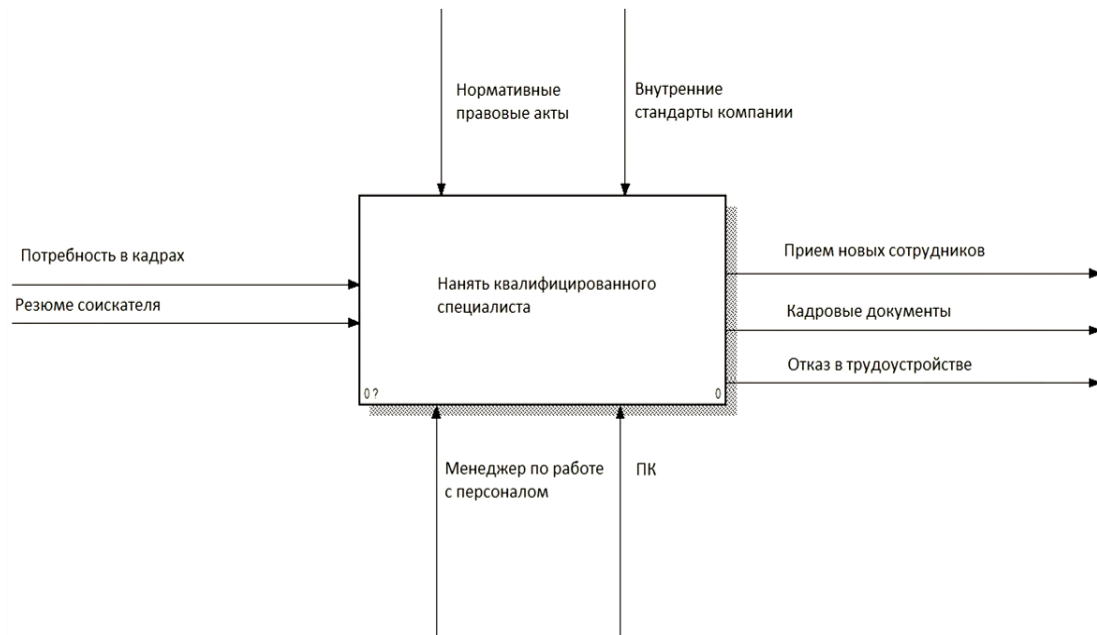 Нормативные
правовые акты
Внутренние
стандарты компании
Потребность в кадрах
Резюме соискателя
Нанять квалифицированного
специалиста
0 ?
0
Прием новых сотрудников
Кадровые документы
Отказ в трудоустройстве
Менеджер по работе
с персоналом
ПК